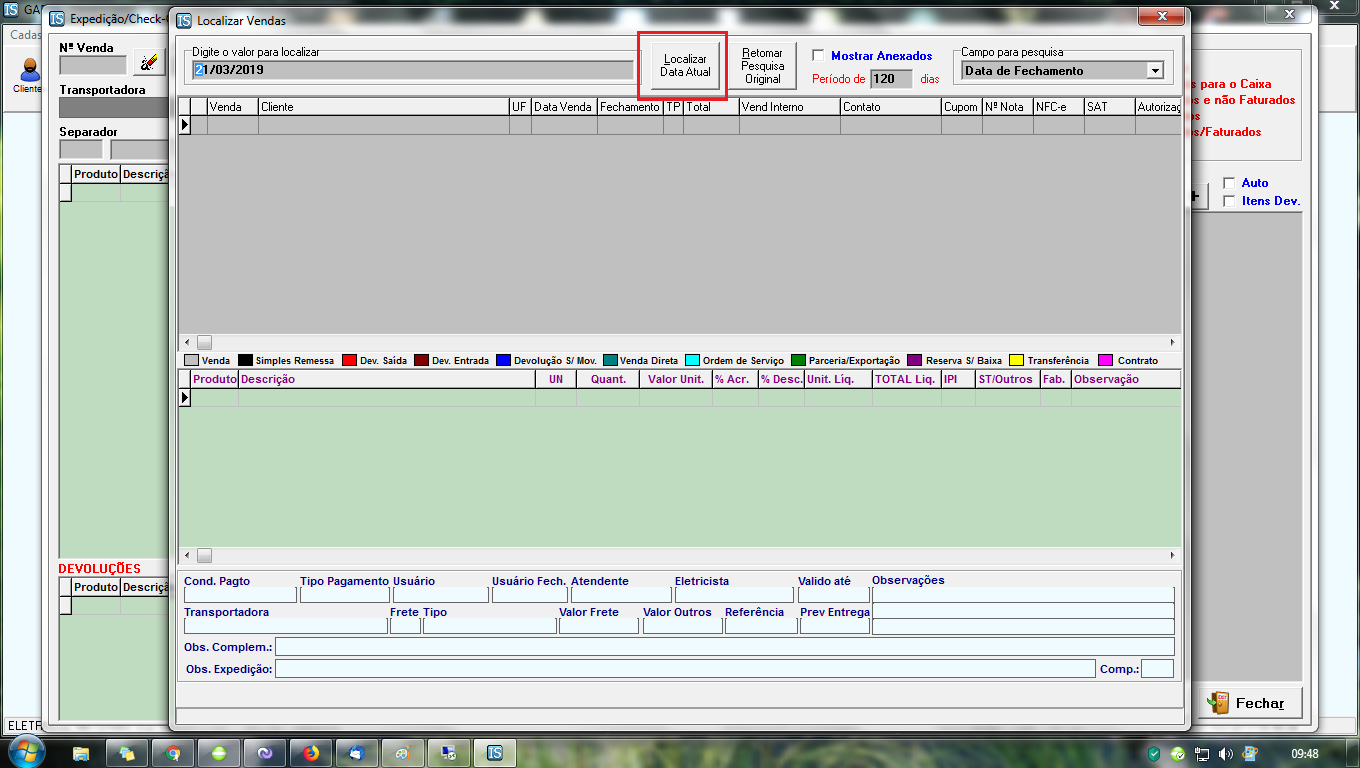 GA
Expedição/Check-
Localizar Vendas
Cadas
Cliente
Nª Venda
Transportadora
Separador
Produto Descriçã
DEVOLUÇÕES
Produto Descriçã
ELETF
Digite o valor para localizar
21/03/2019
Localizar
Data Atual
Retomar
Pesquisa
Original
Mostrar Anexados
Período de 120 dias
Campo para pesquisa
Data de Fechamento
Venda Cliente UF Data Venda Fechamento TP Total Vend Interno Contato Cupom Nª Nota NFC-e SAT Autorizaç
Venda Simples Remessa Dev. Saída Dev. Entrada Devolução S/ Mov. Venda Direta Ordem de Serviço Parceria/Exportação Reserva S/ Baixa Transferência Contrato
Produto Descrição UN Quant. Valor Unit. % Acr. % Desc. Unit. Líq. TOTAL Liq. IPI ST/Outros Fab. Observação
Cond. Pagto Tipo Pagamento Usuário Usuário Fech. Atendente Eletricista Valido até Observações
Transportadora Frete Tipo Valor Frete Valor Outros Referência Prev Entrega
Obs. Complem.:
Obs. Expedição: Comp.:
s para o Caixa
s e não Faturados
s
s/Faturados
Auto
Itens Dev.
+
Fechar
09:48